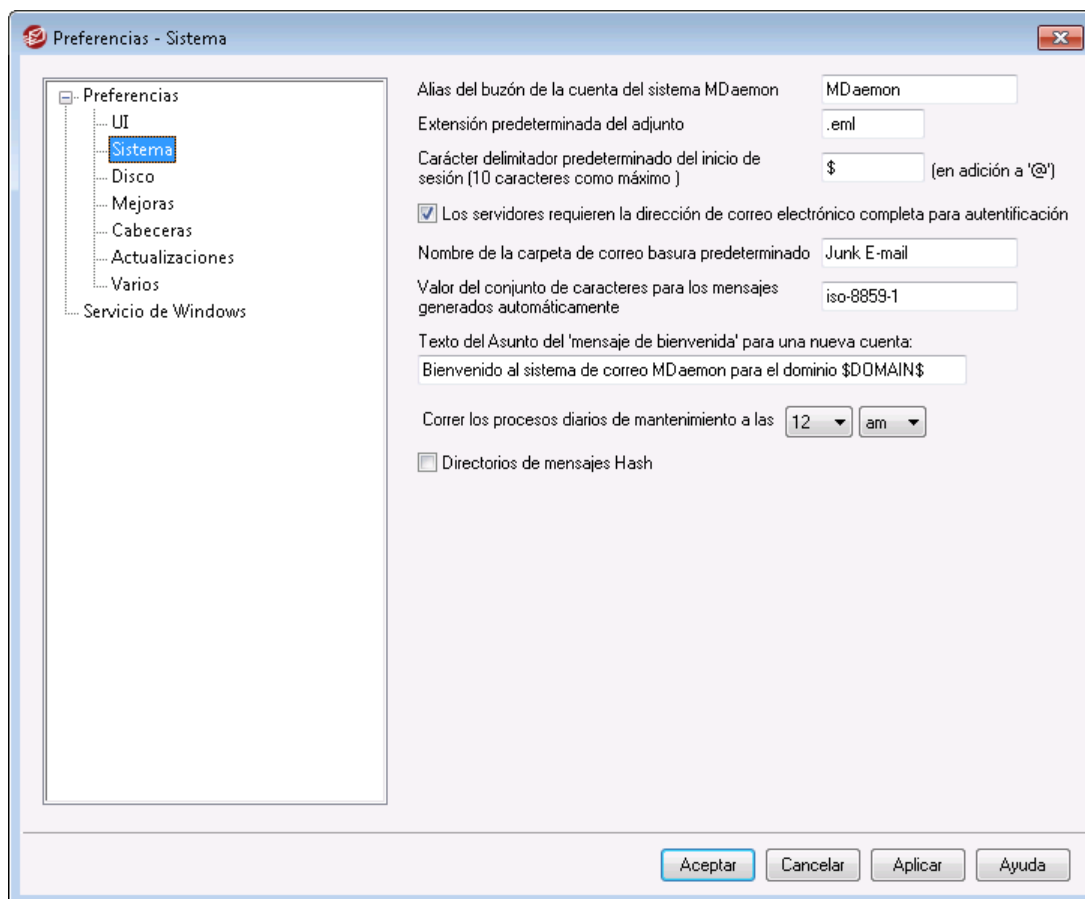 Preferencias - Sistema
Preferencias
UI
Sistema
Disco
Mejoras
Cabeceras
Actualizaciones
Varios
Servicio de Windows
Alias del buzón de la cuenta del sistema MDaemon
MDaemon
Extensión predeterminada del adjunto
.eml
Carácter delimitador predeterminado del inicio de
sesión (10 caracteres como máximo )
$
(en adición a '@')
Los servidores requieren la dirección de correo electrónico completa para autentificación
Nombre de la carpeta de correo basura predeterminado
Junk E-mail
Valor del conjunto de caracteres para los mensajes
generados automáticamente
iso-8859-1
Texto del Asunto del 'mensaje de bienvenida' para una nueva cuenta:
Bienvenido al sistema de correo MDaemon para el dominio $DOMAIN$
Correr los procesos diarios de mantenimiento a las
12
am
Directorios de mensajes Hash
Aceptar
Cancelar
Aplicar
Ayuda